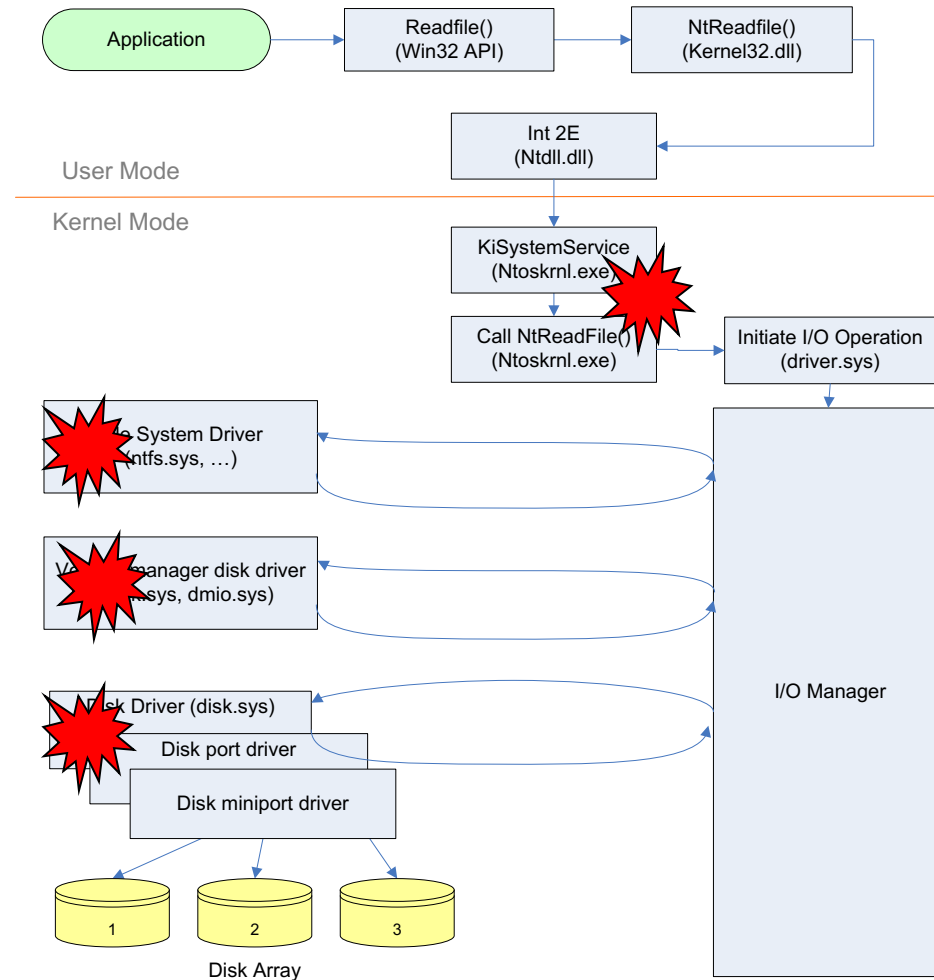 Application
Readfile()
(Win32 API)
NtReadfile()
(Kernel32.dll)
Int 2E
(Ntdll.dll)
User Mode
Kernel Mode
KiSystemService
(Ntoskrnl.exe)
Call NtReadFile()
(Ntoskrnl.exe)
Initiate I/O Operation
(driver.sys)
System Driver
(ntfs.sys, …)
manager disk driver
dmio.sys)
I/O Manager
Disk Driver (disk.sys)
Disk port driver
Disk miniport driver
1
2
3
Disk Array